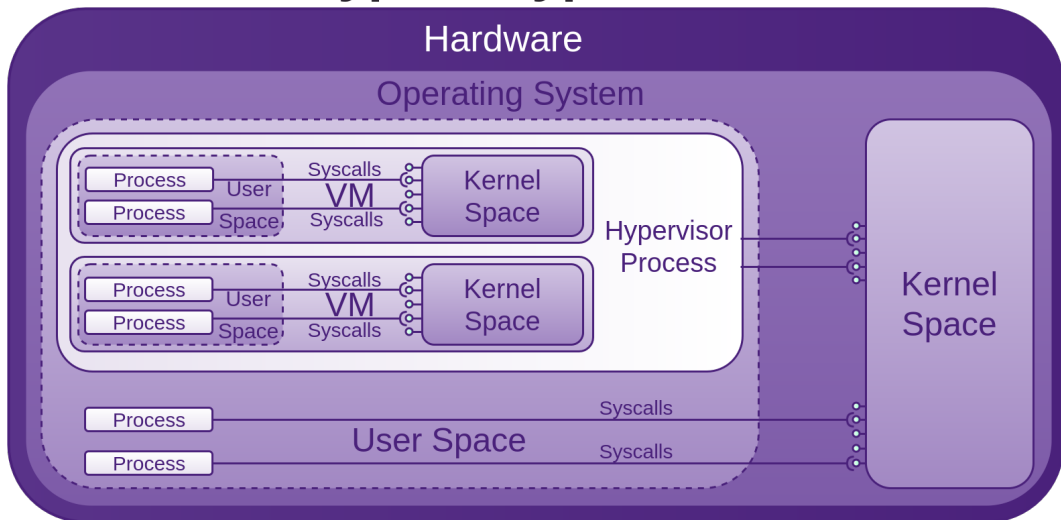 Hardware
Operating System
Process
Process
User
Space
Syscalls
VM
Syscalls
Kernel
Space
Process
Process
User
Space
Syscalls
VM
Syscalls
Kernel
Space
Hypervisor
Process
Process
Process
User Space
Syscalls
Syscalls
Kernel
Space